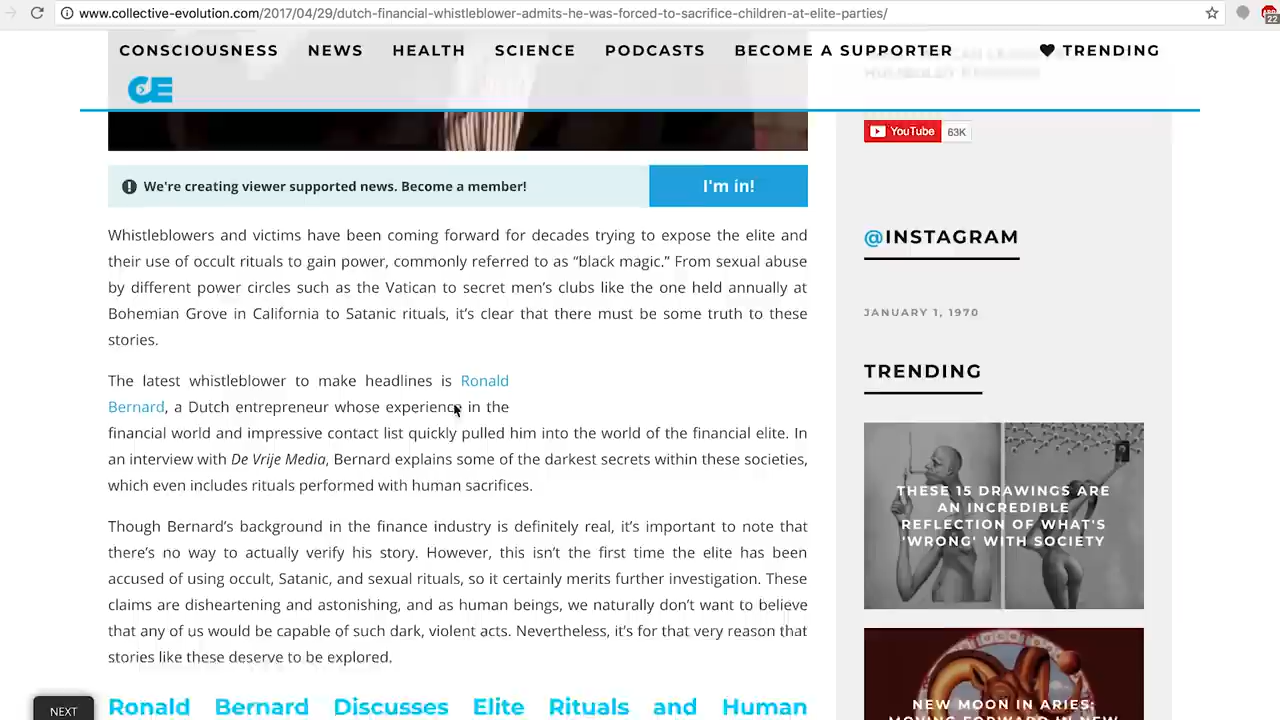 www.collective-evolution.com/2017/04/29/dutch-financial-whistleblower-admits-he-was-forced-to-sacrifice-children-at-elite-parties/
22
CONSCIOUSNESS NEWS HEALTH SCIENCE PODCASTS BECOME A SUPPORTER TRENDING
CE
We're creating viewer supported news. Become a member!
I'm in!
Whistleblowers and victims have been coming forward for decades trying to expose the elite and
their use of occult rituals to gain power, commonly referred to as “black magic.” From sexual abuse
by different power circles such as the Vatican to secret men’s clubs like the one held annually at
Bohemian Grove in California to Satanic rituals, it’s clear that there must be some truth to these
stories.
The latest whistleblower to make headlines is Ronald
Bernard, a Dutch entrepreneur whose experience in the
financial world and impressive contact list quickly pulled him into the world of the financial elite. In
an interview with De Vrije Media, Bernard explains some of the darkest secrets within these societies,
which even includes rituals performed with human sacrifices.
Though Bernard’s background in the finance industry is definitely real, it’s important to note that
there’s no way to actually verify his story. However, this isn’t the first time the elite has been
accused of using occult, Satanic, and sexual rituals, so it certainly merits further investigation. These
claims are disheartening and astonishing, and as human beings, we naturally don’t want to believe
that any of us would be capable of such dark, violent acts. Nevertheless, it’s for that very reason that
stories like these deserve to be explored.
Ronald Bernard Discusses Elite Rituals and Human
NEXT
YouTube 63K
@INSTAGRAM
JANUARY 1, 1970
TRENDING
THESE 15 DRAWINGS ARE
AN INCREDIBLE
REFLECTION OF WHAT'S
'WRONG' WITH SOCIETY
NEW MOON IN ARIES:
MOVING FORWARD IN NEW